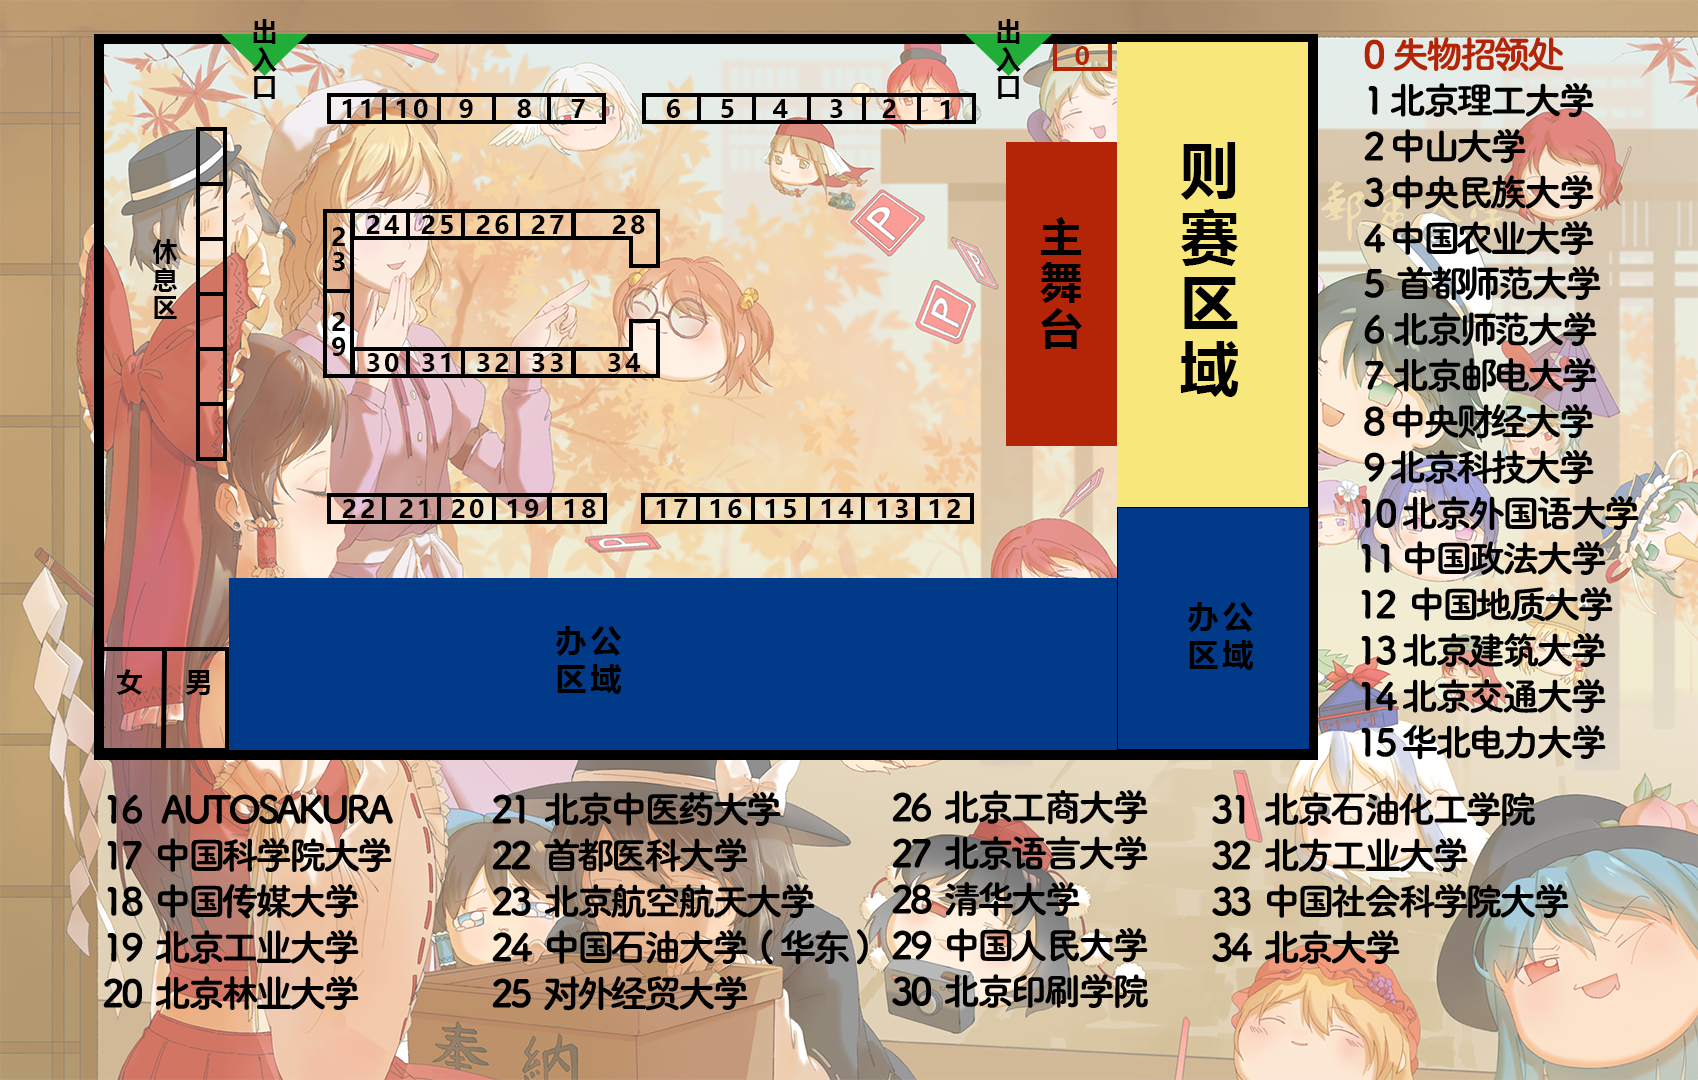 出入口
出入口
0
11 10 9 8 7
6 5 4 3 2 1
则赛区域
主舞台
休息区
23
24 25 26 27 28
29
30 31 32 33 34
P
P
P
P
22 21 20 19 18
17 16 15 14 13 12
办公
区域
办公
区域
女
男
0 失物招领处
1 北京理工大学
2 中山大学
3 中央民族大学
4 中国农业大学
5 首都师范大学
6 北京师范大学
7 北京邮电大学
8 中央财经大学
9 北京科技大学
10 北京外国语大学
11 中国政法大学
12 中国地质大学
13 北京建筑大学
14 北京交通大学
15 华北电力大学
16 AUTOSAKURA
17 中国科学院大学
18 中国传媒大学
19 北京工业大学
20 北京林业大学
21 北京中医药大学
22 首都医科大学
23 北京航空航天大学
24 中国石油大学（华东）
25 对外经贸大学
26 北京工商大学
27 北京语言大学
28 清华大学
29 中国人民大学
30 北京印刷学院
31 北京石油化工学院
32 北方工业大学
33 中国社会科学院大学
34 北京大学
奉納